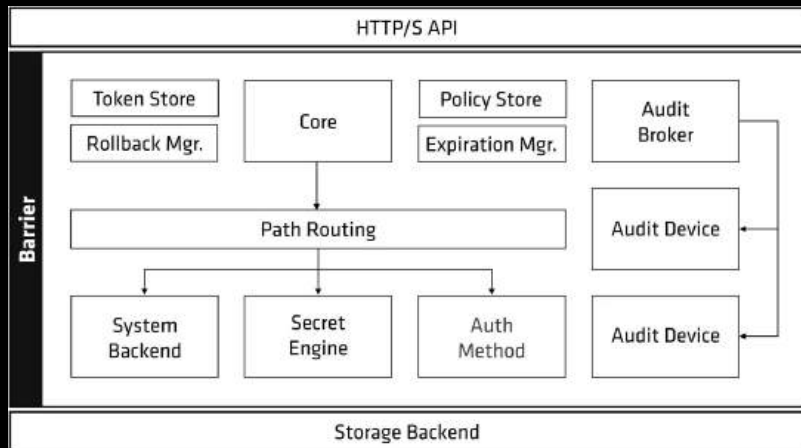 HTTP/S API
Barrier
Token Store
Rollback Mgr.
Core
Policy Store
Expiration Mgr.
Audit
Broker
Path Routing
Audit Device
System
Backend
Secret
Engine
Auth
Method
Audit Device
Storage Backend